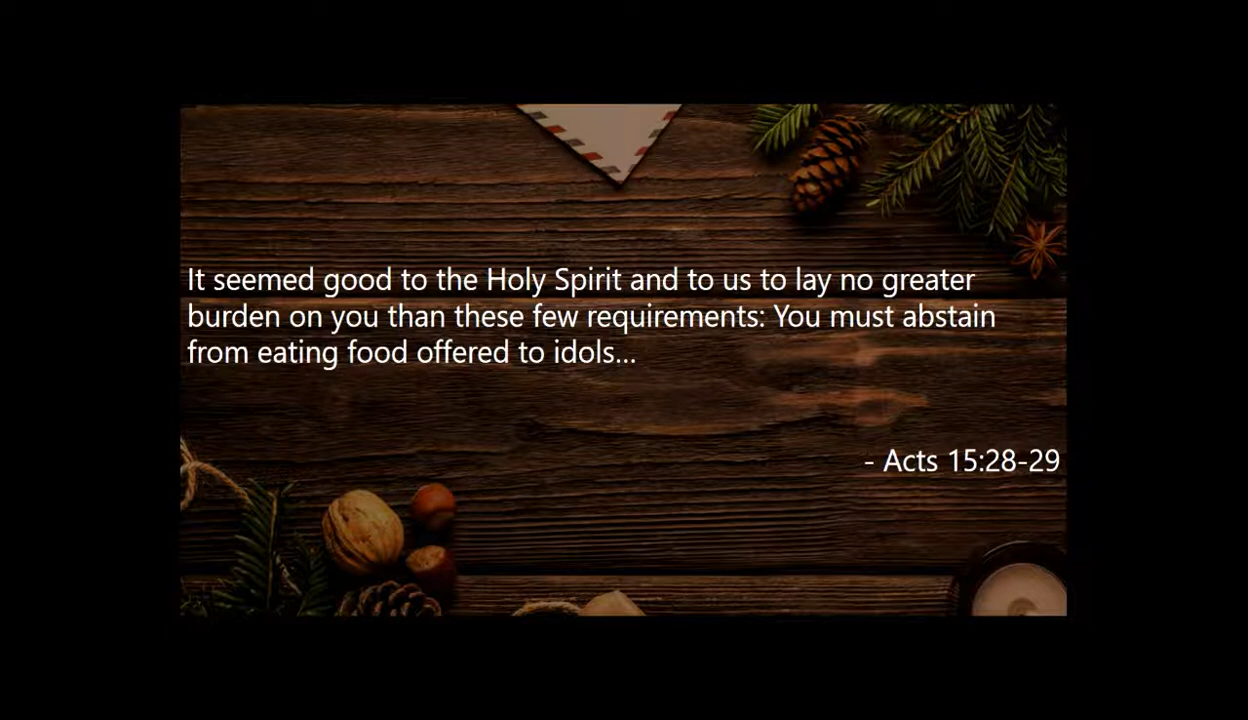 It seemed good to the Holy Spirit and to us to lay no greater
burden on you than these few requirements: You must abstain
from eating food offered to idols...
- Acts 15:28-29